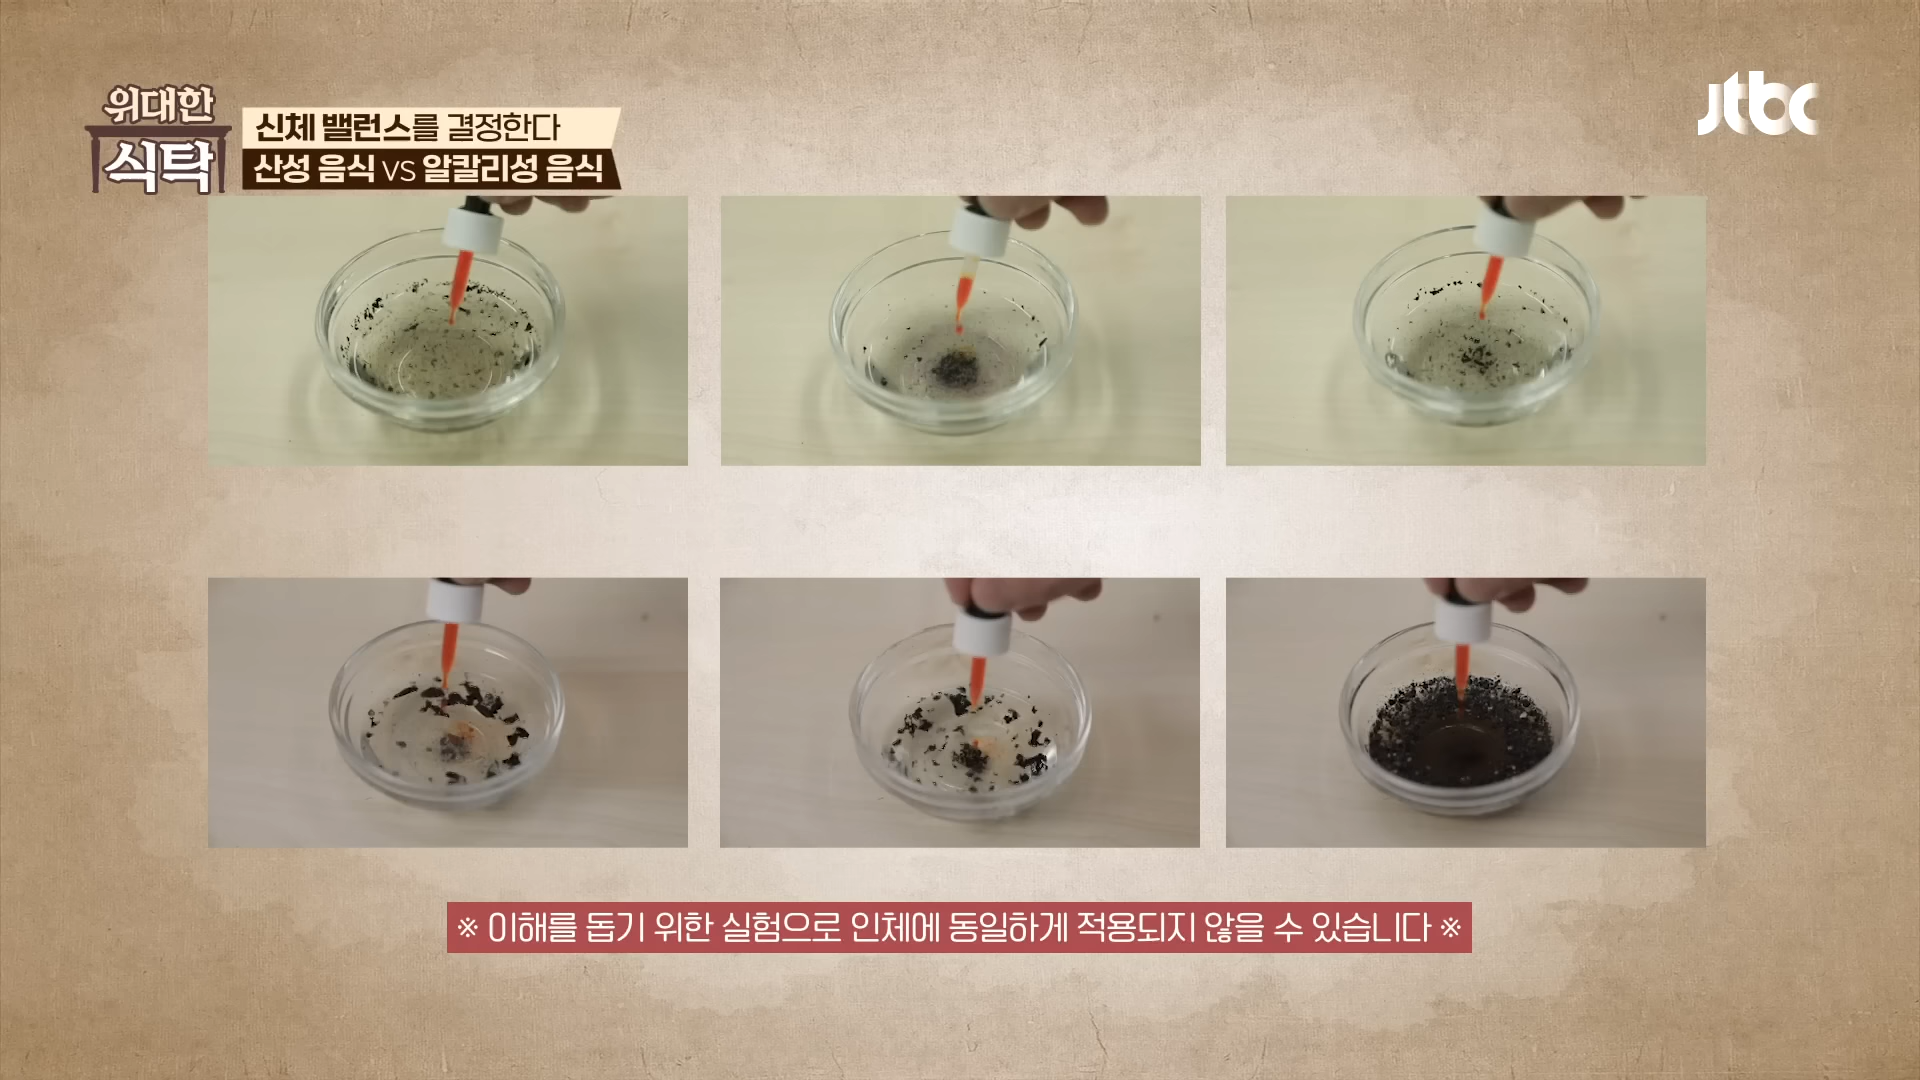 위대한
식탁
신체 밸런스를 결정한다
산성 음식 VS 알칼리성 음식
jtbc
※ 이해를 돕기 위한 실험으로 인체에 동일하게 적용되지 않을 수 있습니다 ※